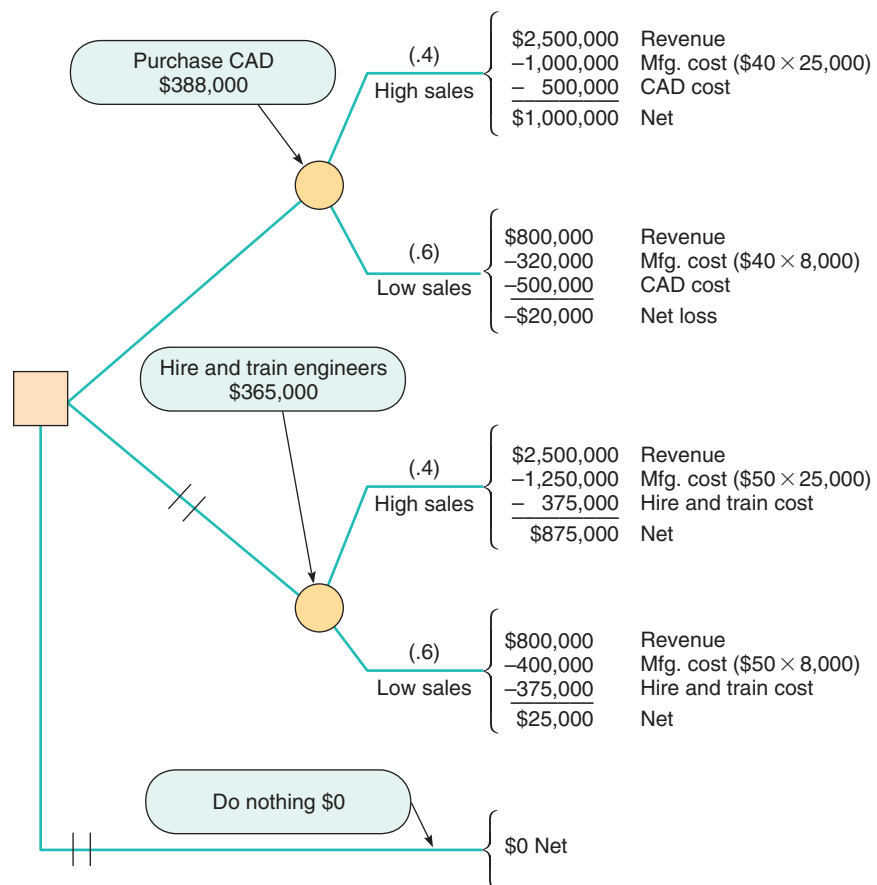 Purchase CAD
$388,000
(.4)
High sales
$2,500,000 Revenue
–1,000,000 Mfg. cost ($40 × 25,000)
– 500,000 CAD cost
$1,000,000 Net
(.6)
Low sales
$800,000 Revenue
–320,000 Mfg. cost ($40 × 8,000)
–500,000 CAD cost
–$20,000 Net loss
Hire and train engineers
$365,000
(.4)
High sales
$2,500,000 Revenue
–1,250,000 Mfg. cost ($50 × 25,000)
– 375,000 Hire and train cost
$875,000 Net
(.6)
Low sales
$800,000 Revenue
–400,000 Mfg. cost ($50 × 8,000)
–375,000 Hire and train cost
$25,000 Net
Do nothing $0
$0 Net